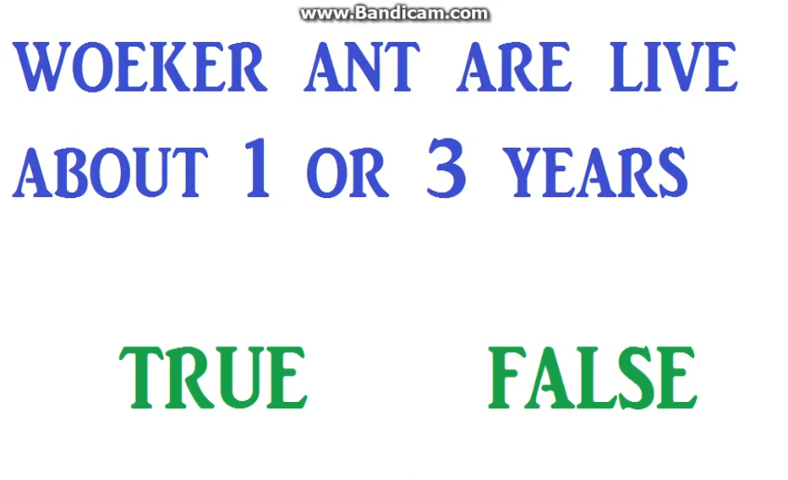 www.Bandicam.com
WOEKER ANT ARE LIVE
ABOUT 1 OR 3 YEARS
TRUE FALSE